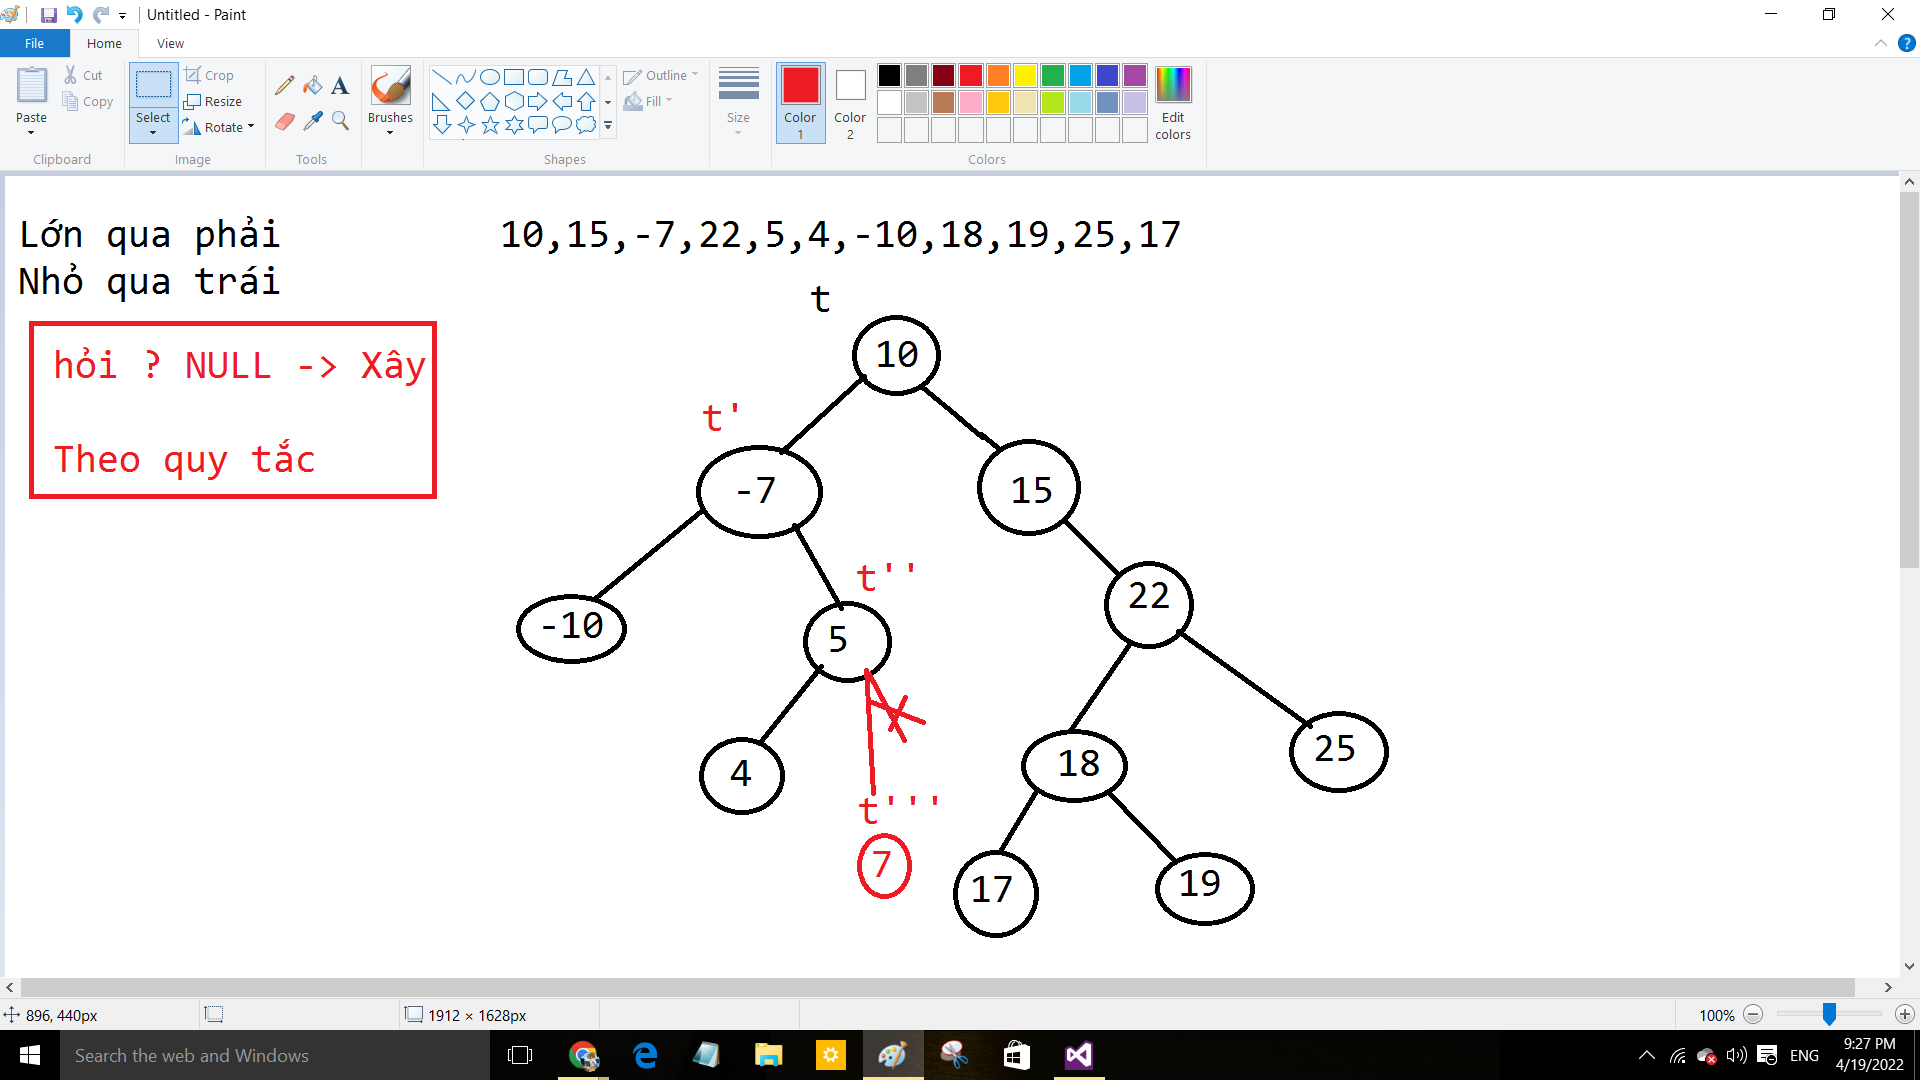 Untitled - Paint
File Home View
Paste
Cut
Copy
Clipboard
Select
Crop
Resize
Rotate
Image
A
Tools
Brushes
Outline
Fill
Shapes
Size
Color 1
Color 2
Edit colors
Colors
Lớn qua phải
Nhỏ qua trái
10,15,-7,22,5,4,-10,18,19,25,17
hỏi ? NULL -> Xây
Theo quy tắc
t
10
t'
-7
15
t''
22
-10
5
4
18
25
t'''
7
17
19
896, 440px
1912 × 1628px
100%
Search the web and Windows
ENG
9:27 PM
4/19/2022